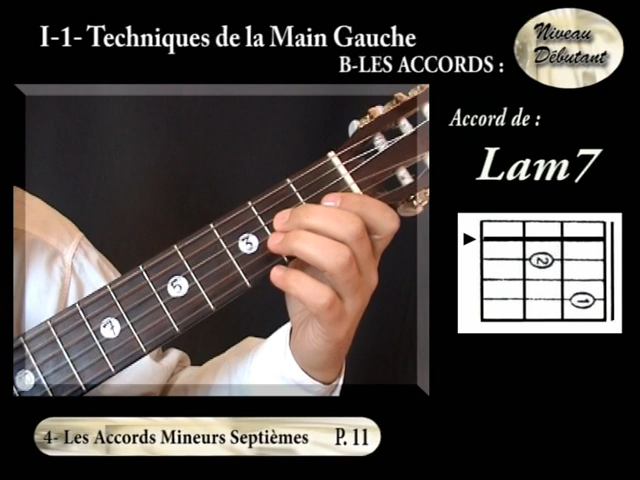 I-1- Techniques de la Main Gauche
B-LES ACCORDS :
Niveau
Débutant
Accord de :
Lam7
3
5
7
2
1
4- Les Accords Mineurs Septièmes P. 11